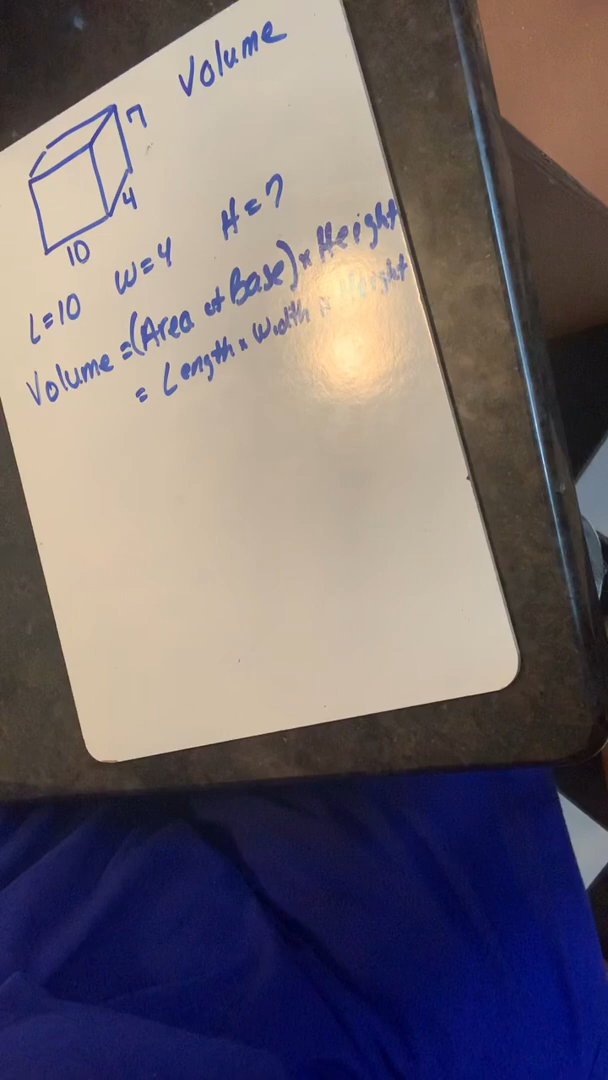 Volume
7
4
10
L=10 W=4 H=7
Volume =(Area of Base)× Height
= Length × Width × Height